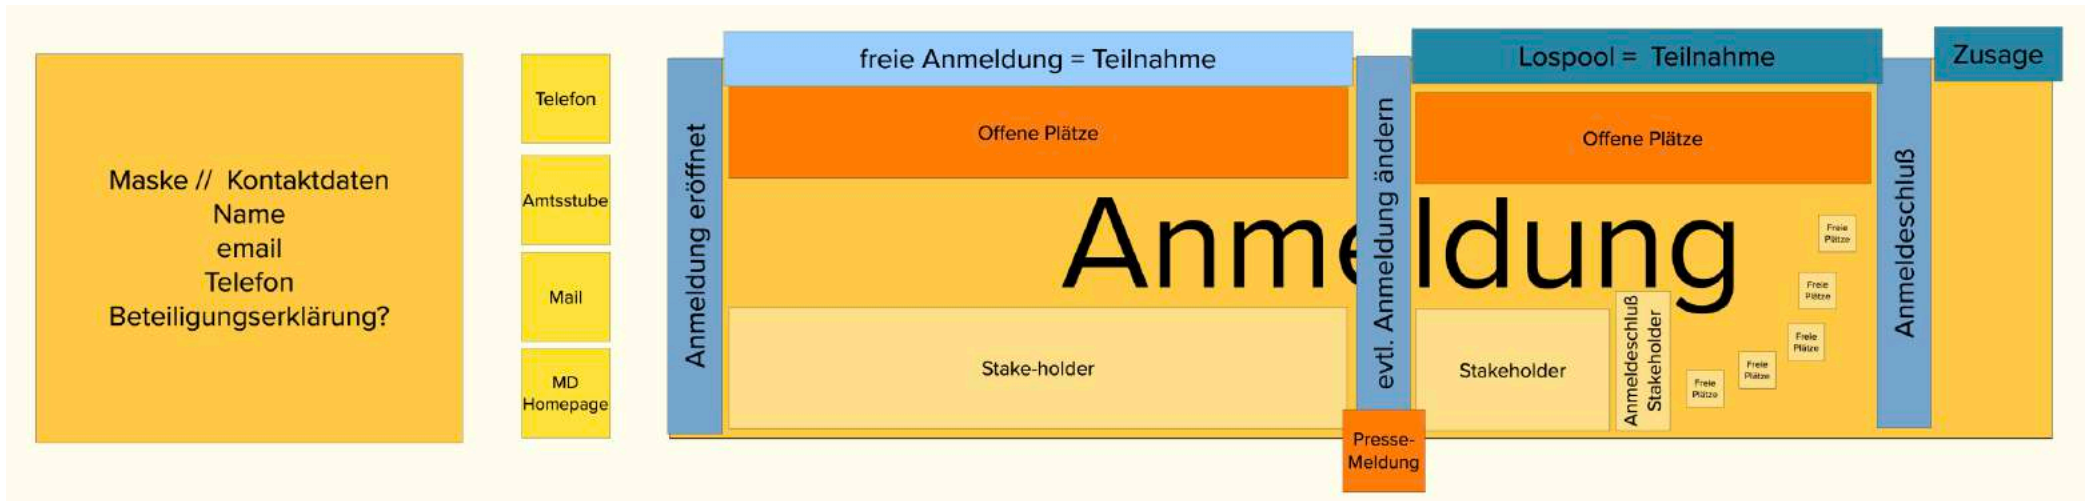 Maske // Kontaktdaten
Name
email
Telefon
Beteiligungserklärung?
Telefon
Amtsstube
Mail
MD
Homepage
Anmeldung eröffnet
freie Anmeldung = Teilnahme
Offene Plätze
Anmeldung
Stake-holder
evtl. Anmeldung ändern
Presse-
Meldung
Lospool = Teilnahme
Offene Plätze
Stakeholder
Anmeldeschluß
Stakeholder
Freie
Plätze
Freie
Plätze
Freie
Plätze
Freie
Plätze
Freie
Plätze
Anmeldeschluß
Zusage